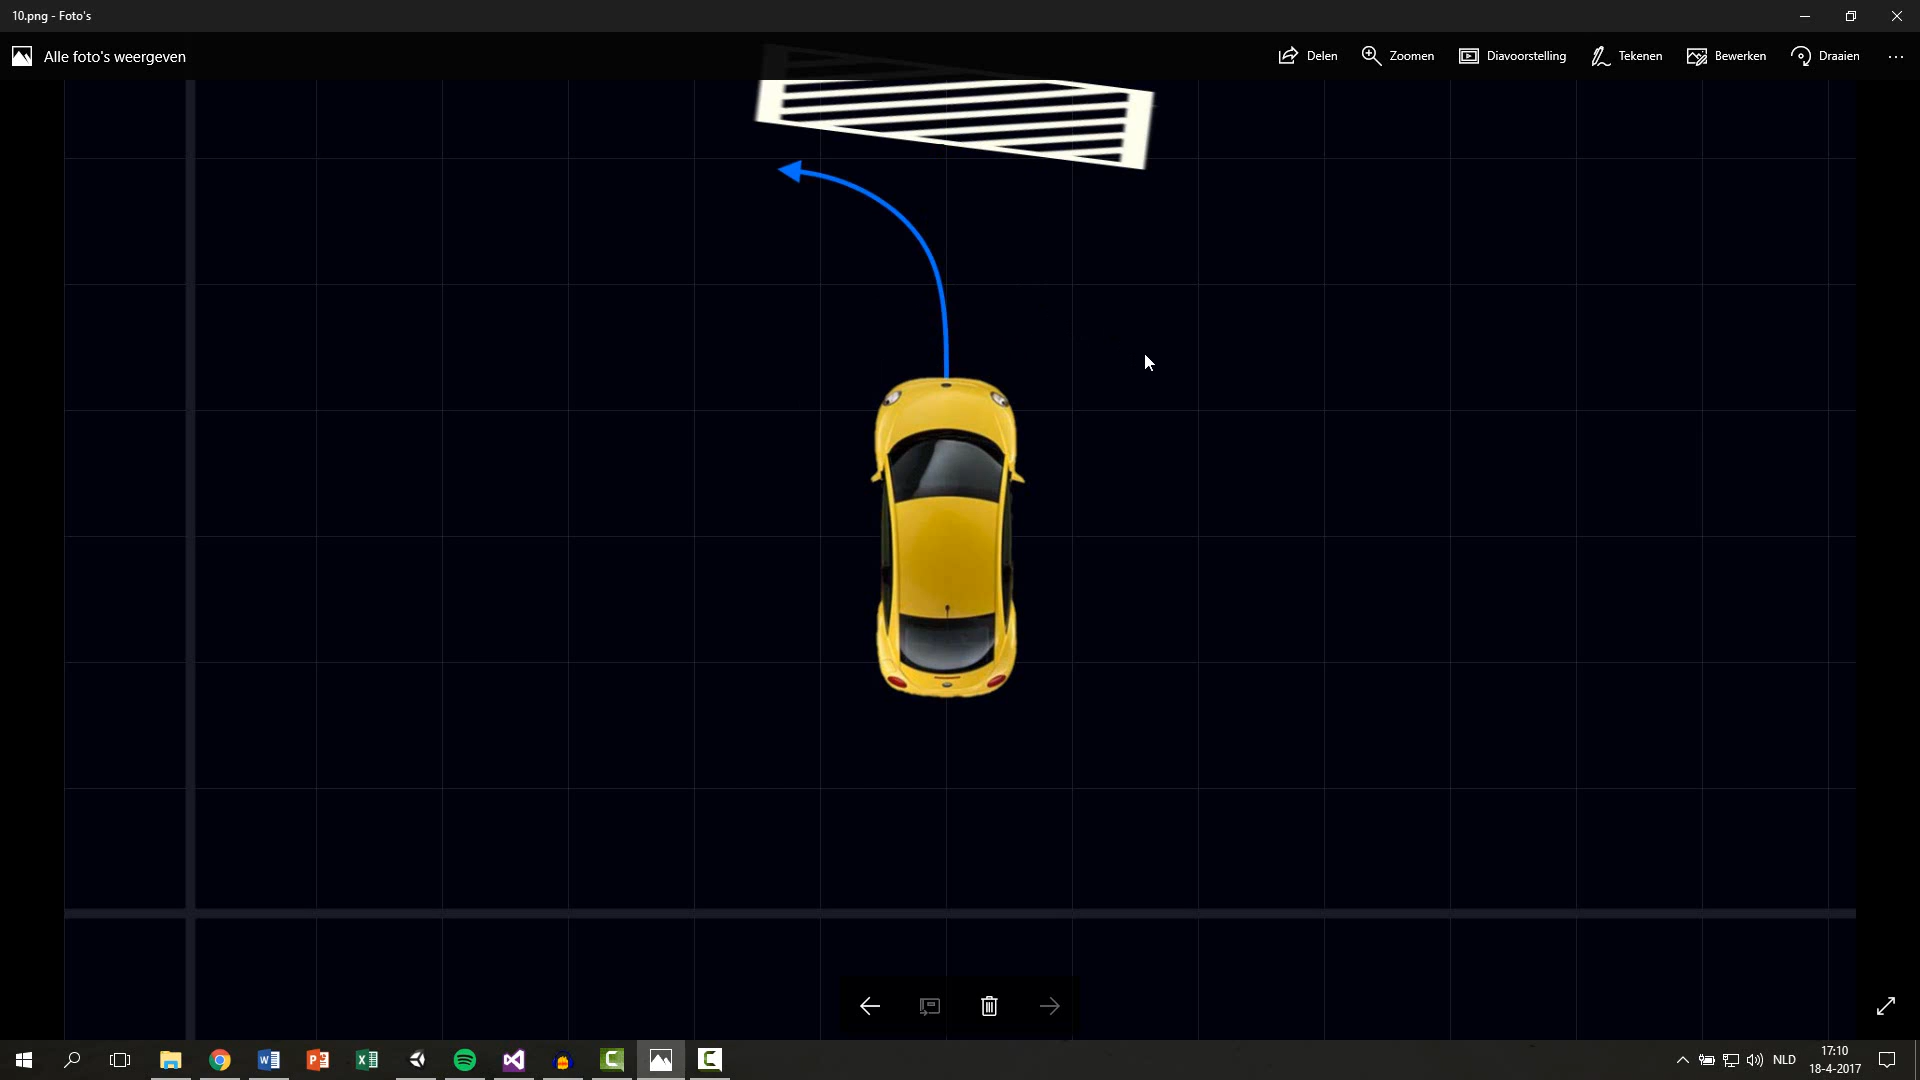 10.png - Foto's
Alle foto's weergeven
Delen
Zoomen
Diavoorstelling
Tekenen
Bewerken
Draaien
NLD
17:10
18-4-2017